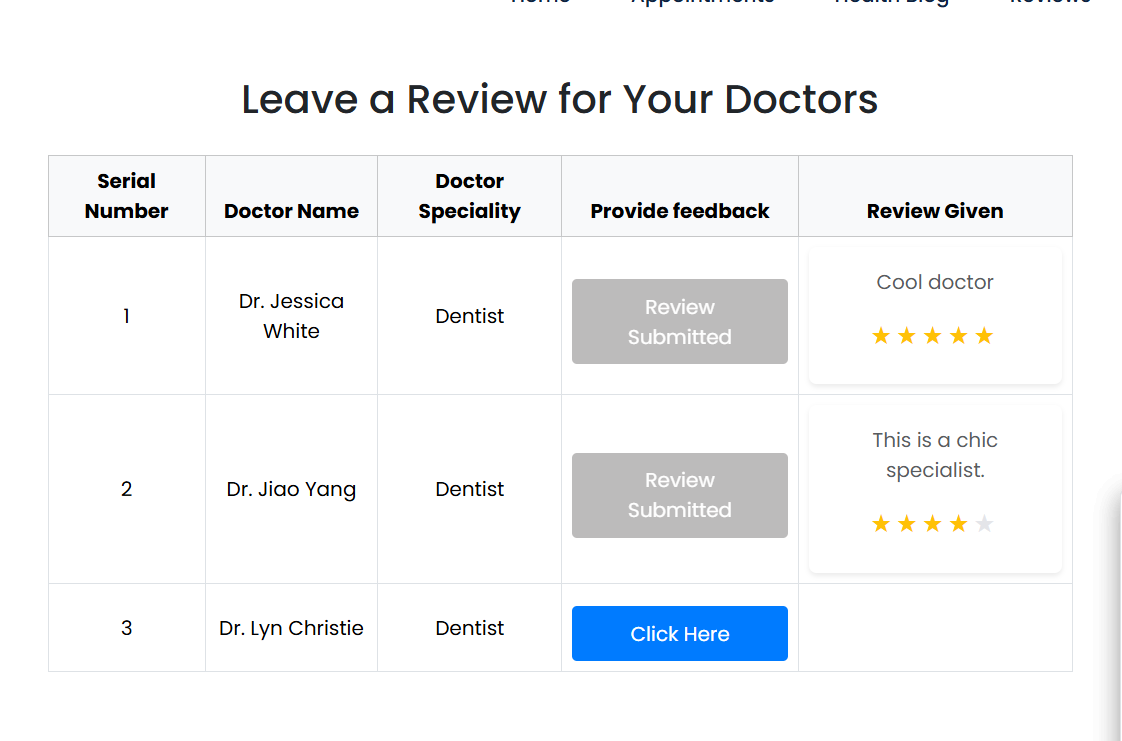 Home Appointments Health Blog Reviews
Leave a Review for Your Doctors
Serial Number Doctor Name Doctor Speciality Provide feedback Review Given
1 Dr. Jessica White Dentist Review Submitted Cool doctor
2 Dr. Jiao Yang Dentist Review Submitted This is a chic specialist.
3 Dr. Lyn Christie Dentist Click Here